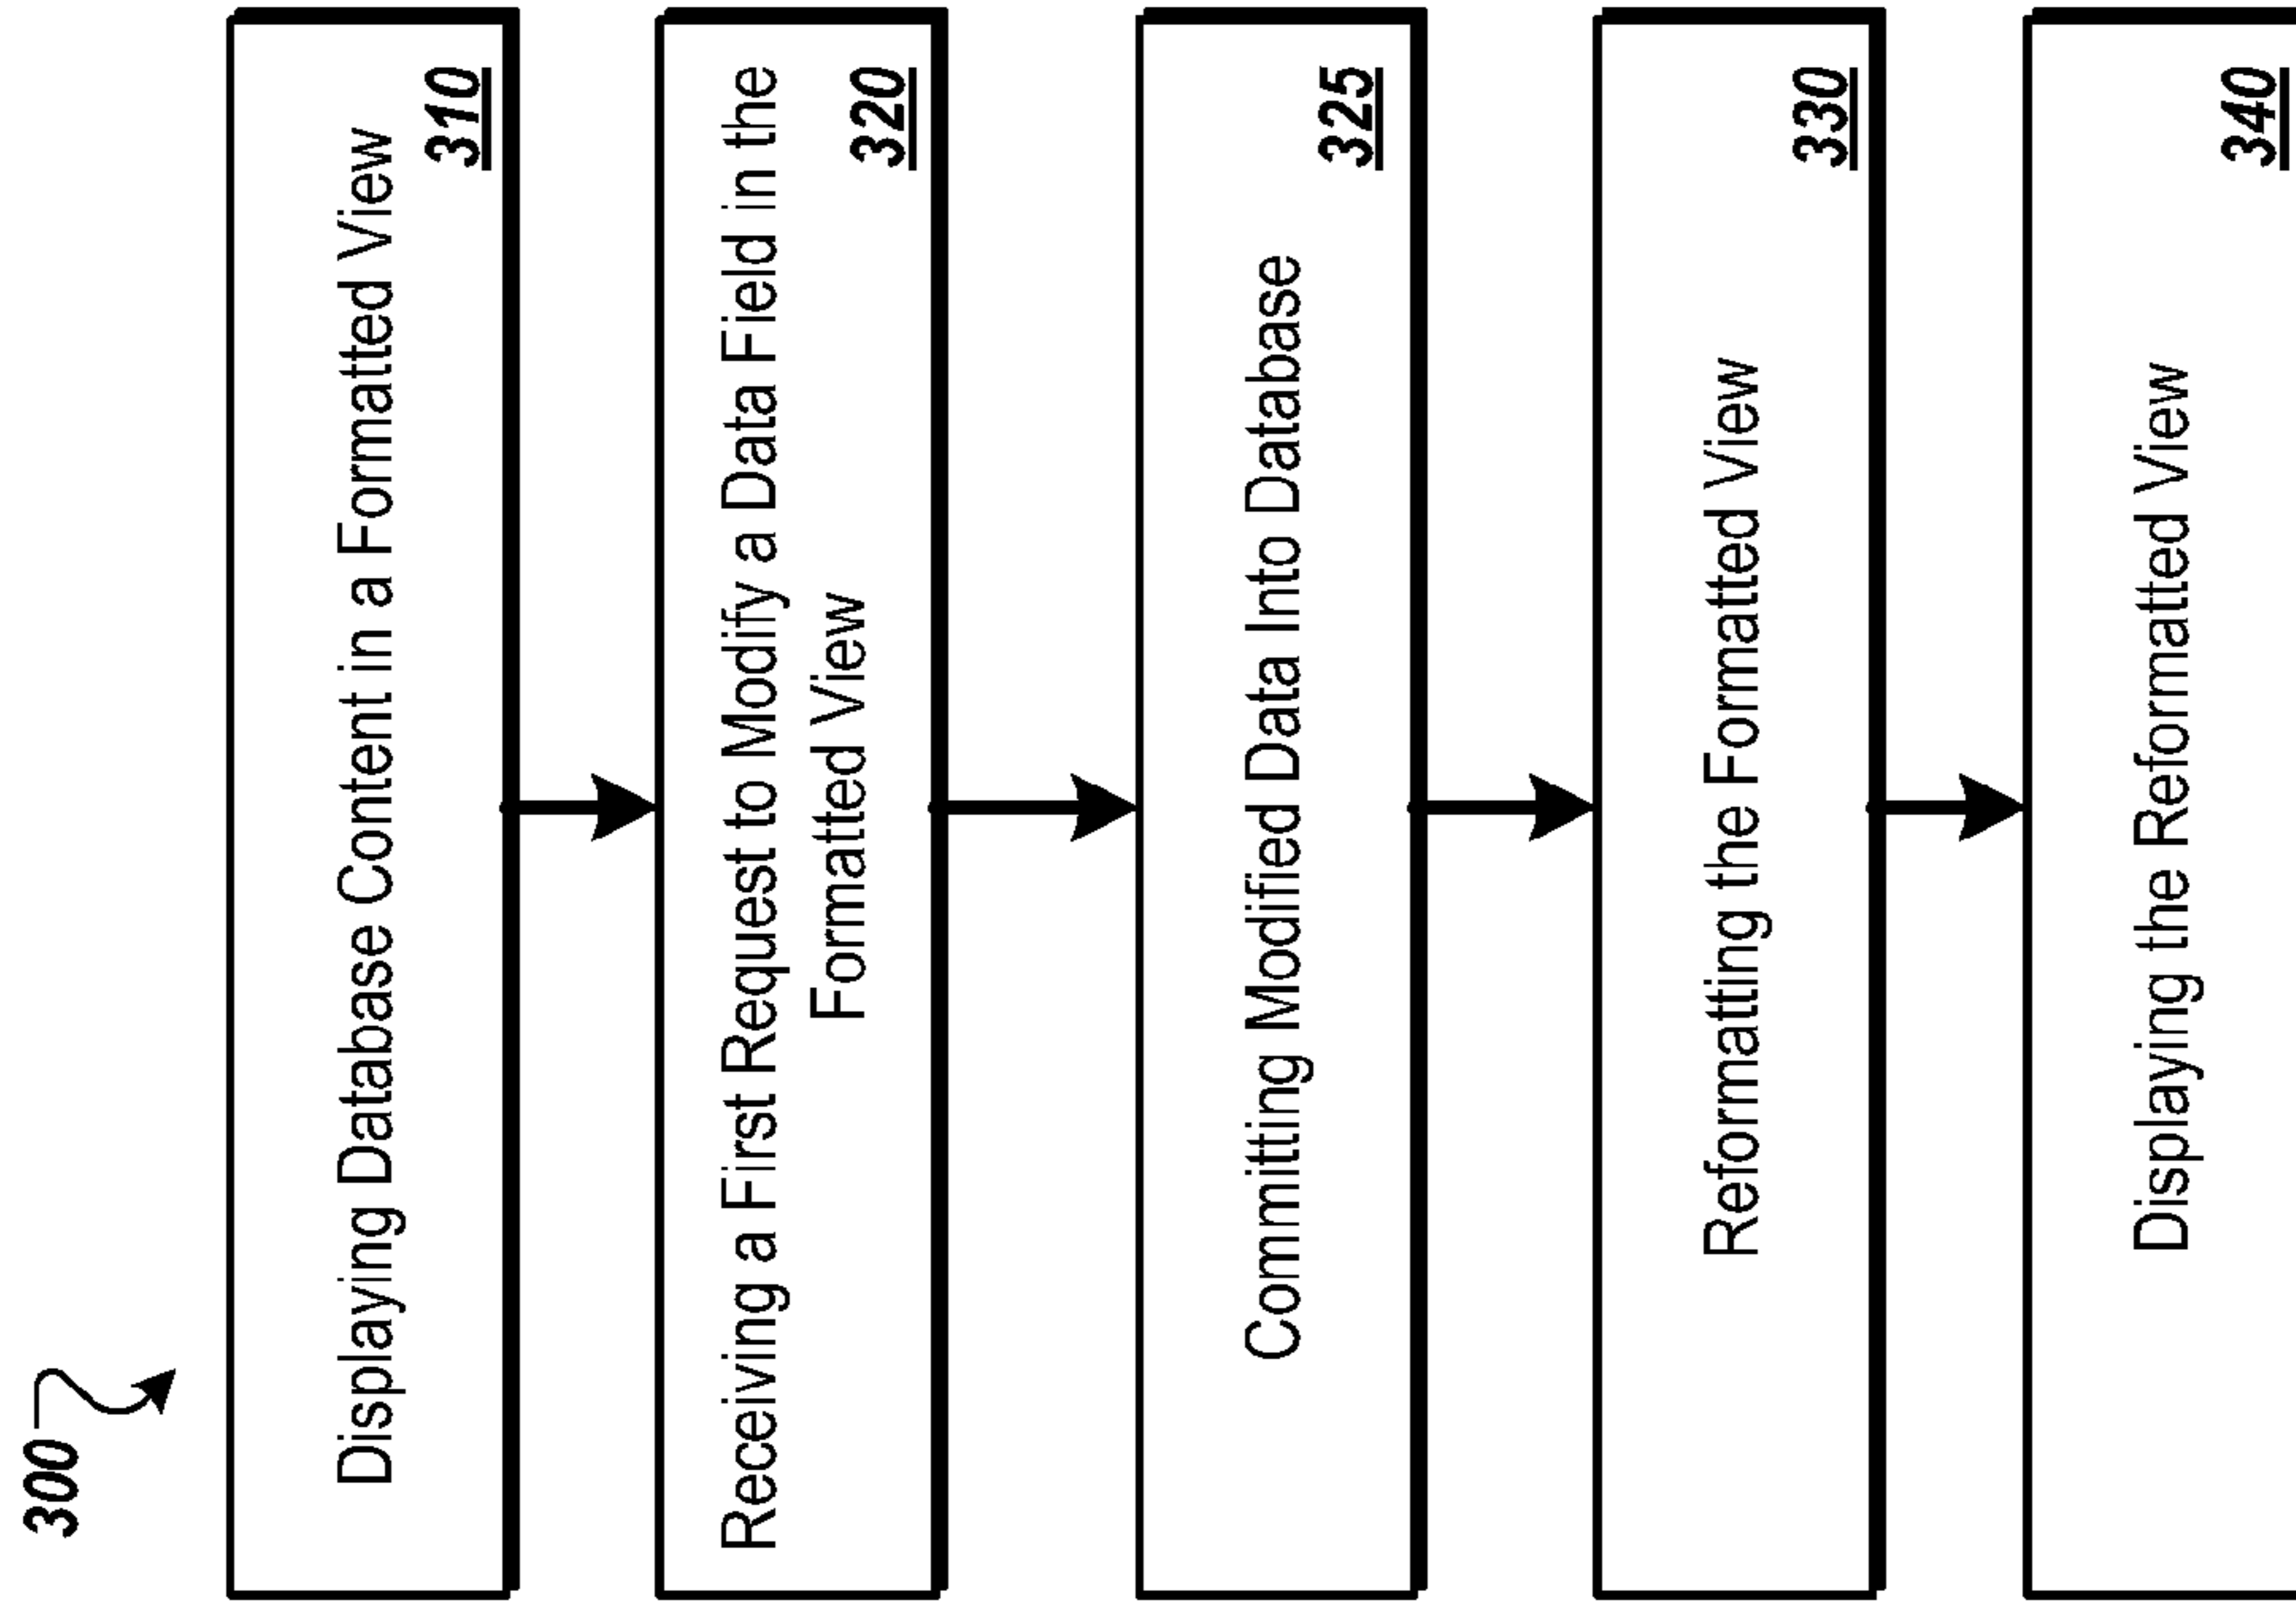 300
Displaying Database Content in a Formatted View
310
Receiving a First Request to Modify a Data Field in the
Formatted View
320
Committing Modified Data Into Database
325
Reformatting the Formatted View
330
Displaying the Reformatted View
340